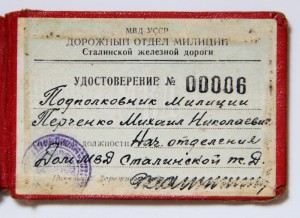 МВД УССР
ДОРОЖНЫЙ ОТДЕЛ МИЛИЦИИ
Сталинской железной дороги
УДОСТОВЕРЕНИЕ № 00006
Подполковник Милиции
Перченко Михаил Николаевич
должности Нач отделения
ДОМ МВД Сталинской ж.д.